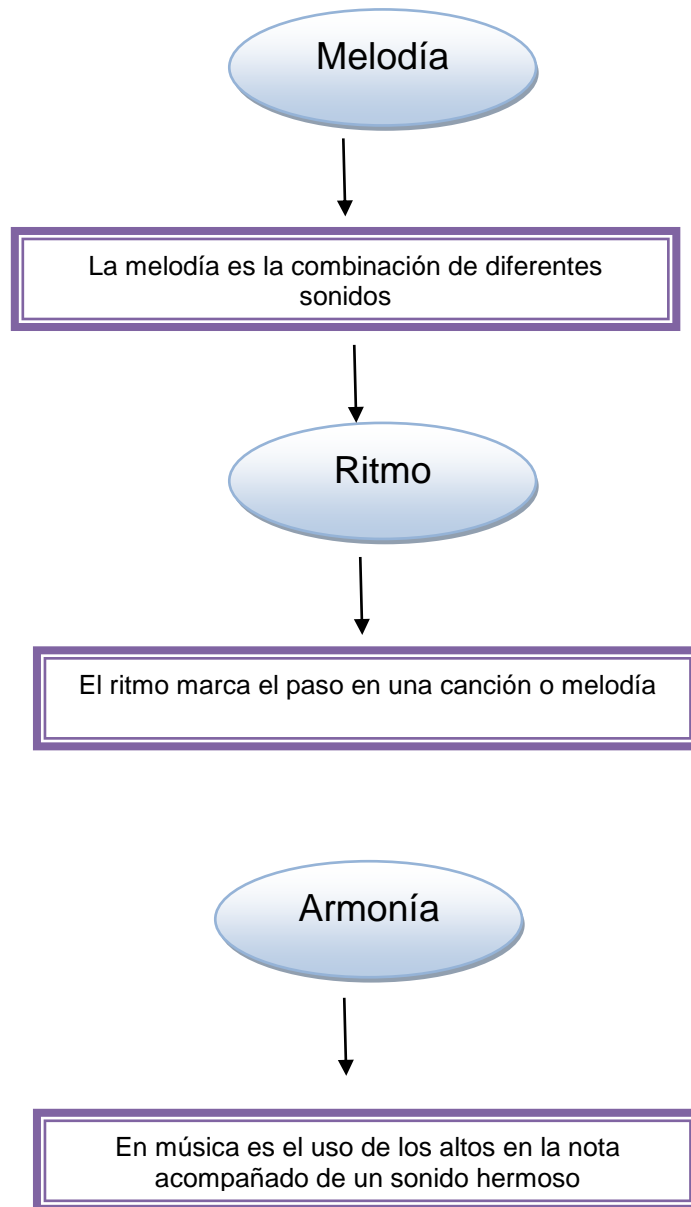 Melodía
La melodía es la combinación de diferentes
sonidos
Ritmo
El ritmo marca el paso en una canción o melodía
Armonía
En música es el uso de los altos en la nota
acompañado de un sonido hermoso